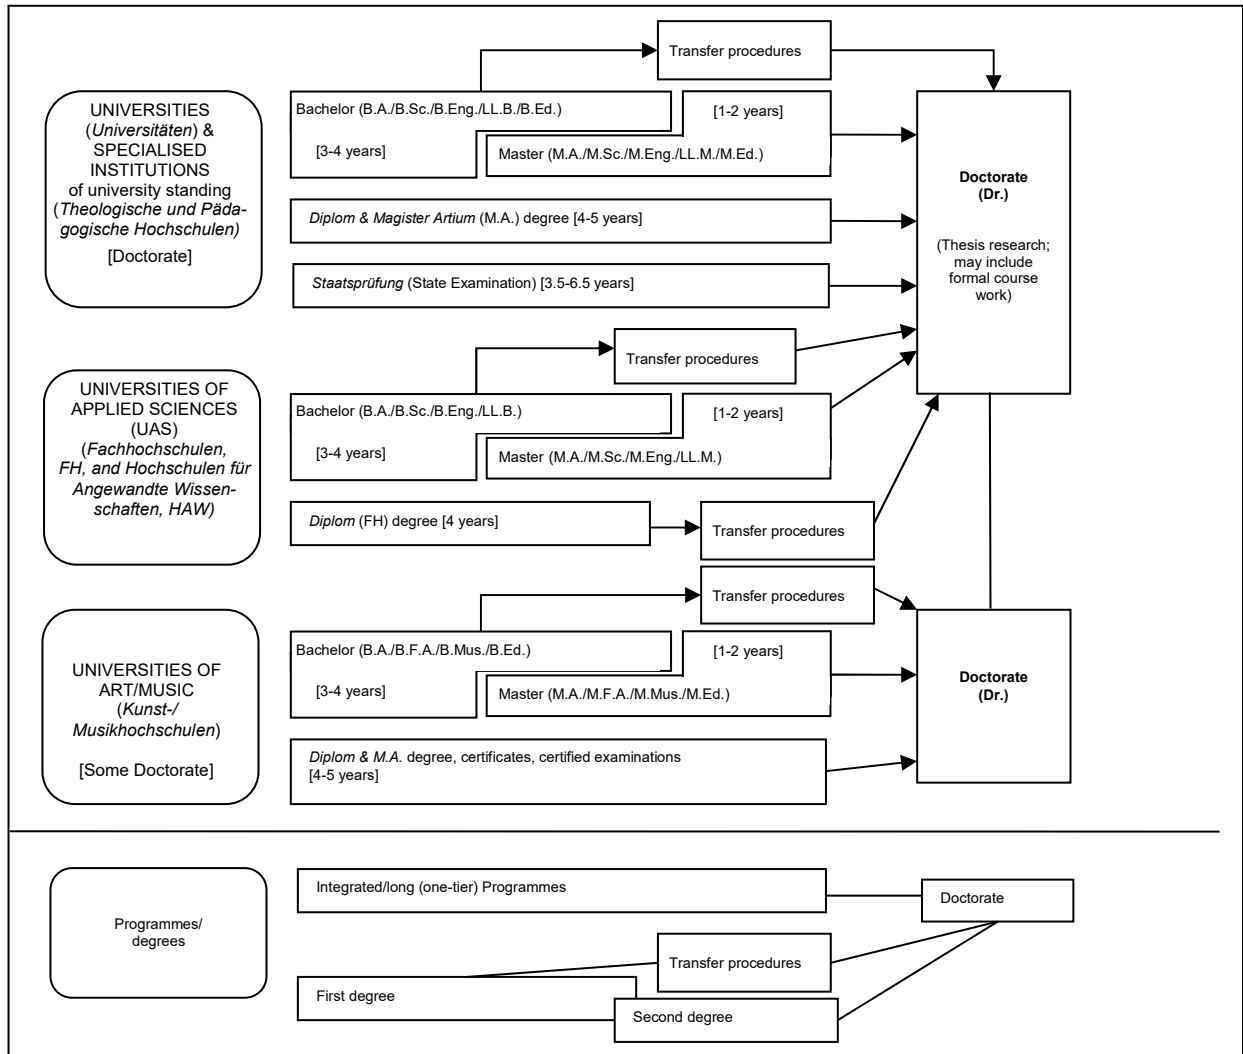 Transfer procedures
UNIVERSITIES
(Universitäten) &
SPECIALISED
INSTITUTIONS
of university standing
(Theologische und Päda-
gogische Hochschulen)
[Doctorate]
Bachelor (B.A./B.Sc./B.Eng./LL.B./B.Ed.)
[3-4 years]
[1-2 years]
Master (M.A./M.Sc./M.Eng./LL.M./M.Ed.)
Diplom & Magister Artium (M.A.) degree [4-5 years]
Staatsprüfung (State Examination) [3.5-6.5 years]
Doctorate
(Dr.)
(Thesis research;
may include
formal course
work)
UNIVERSITIES OF
APPLIED SCIENCES
(UAS)
(Fachhochschulen,
FH, and Hochschulen für
Angewandte Wissen-
schaften, HAW)
Transfer procedures
Bachelor (B.A./B.Sc./B.Eng./LL.B.)
[3-4 years]
[1-2 years]
Master (M.A./M.Sc./M.Eng./LL.M.)
Diplom (FH) degree [4 years]
Transfer procedures
Transfer procedures
UNIVERSITIES OF
ART/MUSIC
(Kunst-/
Musikhochschulen)
[Some Doctorate]
Bachelor (B.A./B.F.A./B.Mus./B.Ed.)
[3-4 years]
[1-2 years]
Master (M.A./M.F.A./M.Mus./M.Ed.)
Diplom & M.A. degree, certificates, certified examinations
[4-5 years]
Doctorate
(Dr.)
Programmes/
degrees
Integrated/long (one-tier) Programmes
Doctorate
Transfer procedures
First degree
Second degree